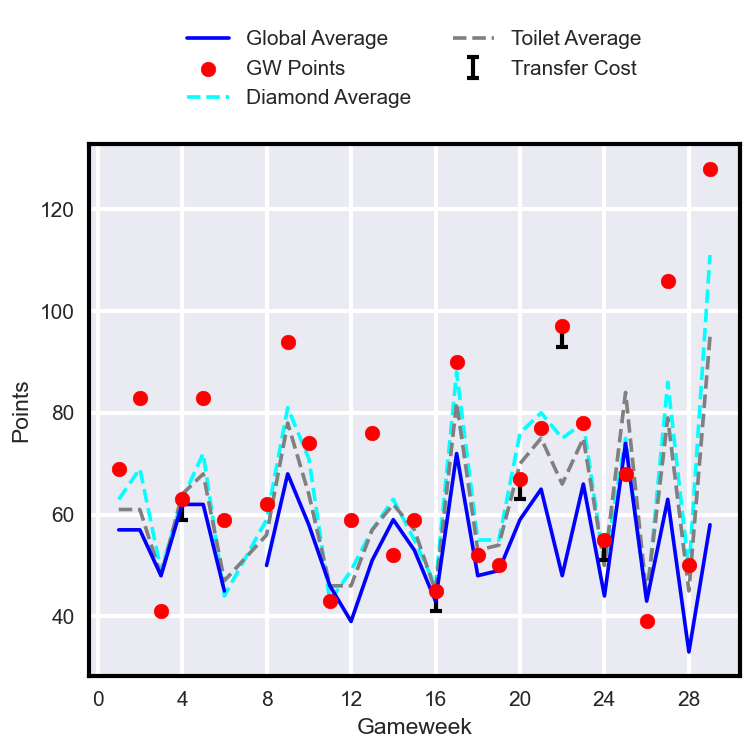 Global Average
GW Points
Diamond Average
Toilet Average
Transfer Cost
Points
120
100
80
60
40
0 4 8 12 16 20 24 28
Gameweek